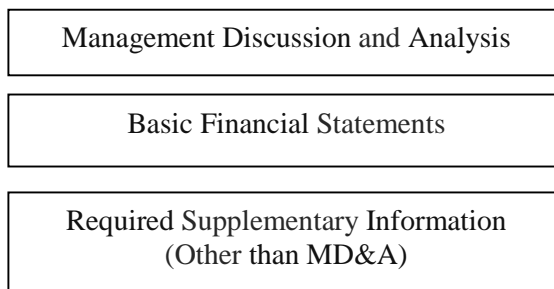 Management Discussion and Analysis
Basic Financial Statements
Required Supplementary Information
(Other than MD&A)